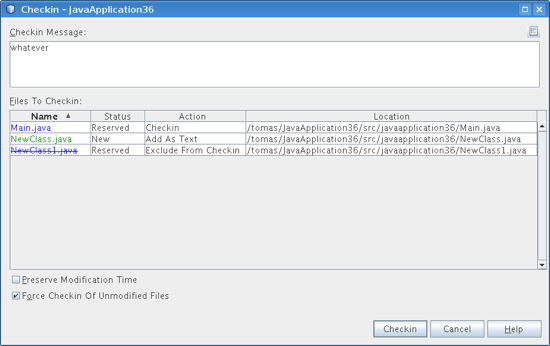 Checkin - JavaApplication36
Checkin Message:
whatever
Files To Checkin:
Name Status Action Location
Main.java Reserved Checkin /tomas/JavaApplication36/src/javaapplication36/Main.java
NewClass.java New Add As Text /tomas/JavaApplication36/src/javaapplication36/NewClass.java
NewClass1.java Reserved Exclude From Checkin /tomas/JavaApplication36/src/javaapplication36/NewClass1.java
Preserve Modification Time
Force Checkin Of Unmodified Files
Checkin Cancel Help